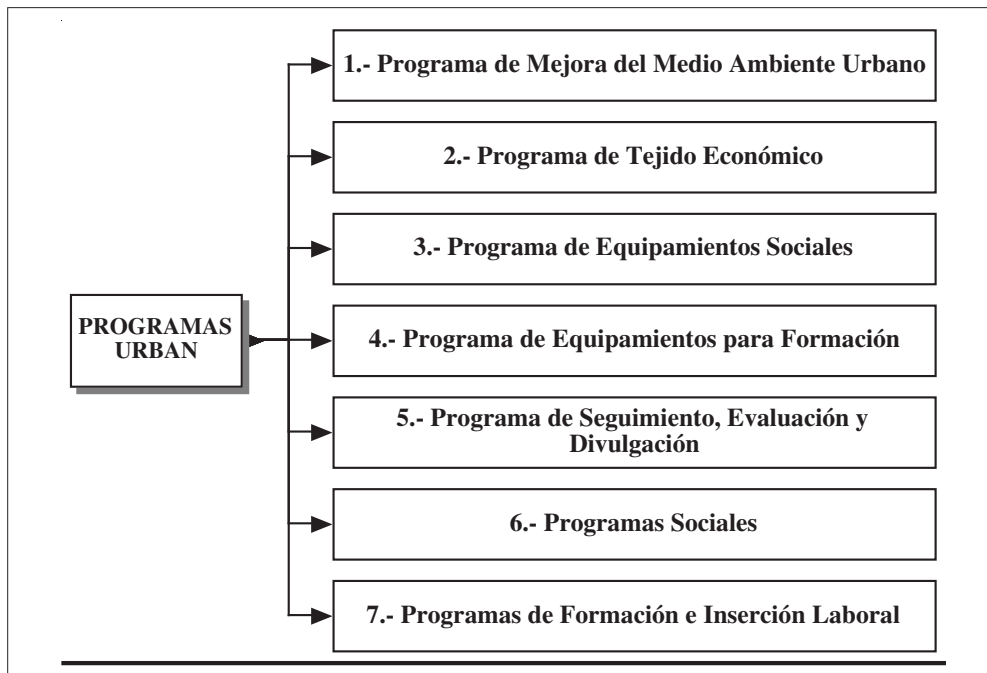 1.- Programa de Mejora del Medio Ambiente Urbano
2.- Programa de Tejido Económico
3.- Programa de Equipamientos Sociales
PROGRAMAS
URBAN
4.- Programa de Equipamientos para Formación
5.- Programa de Seguimiento, Evaluación y
Divulgación
6.- Programas Sociales
7.- Programas de Formación e Inserción Laboral